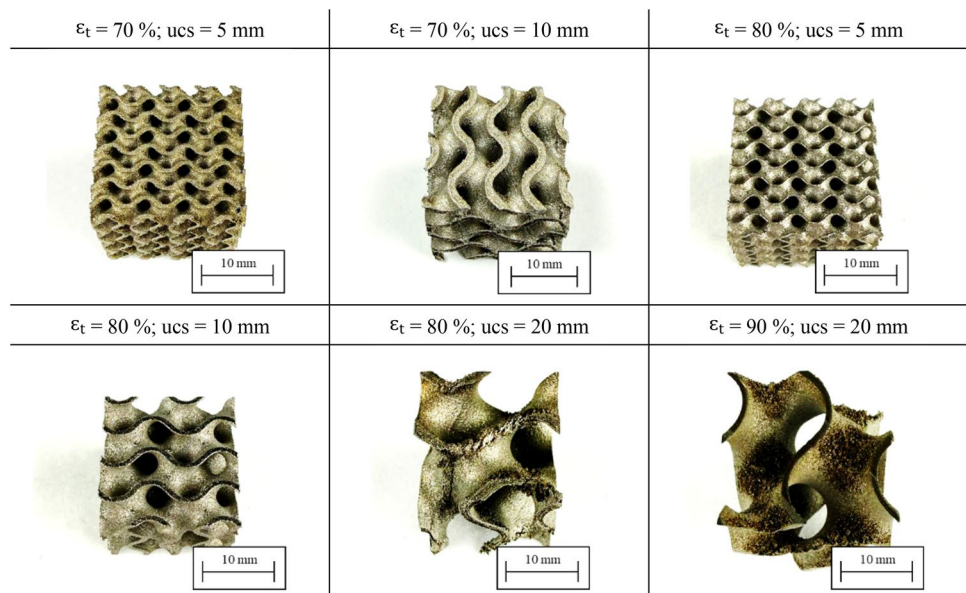 εt = 70 %; ucs = 5 mm
εt = 70 %; ucs = 10 mm
εt = 80 %; ucs = 5 mm
10 mm
10 mm
10 mm
εt = 80 %; ucs = 10 mm
εt = 80 %; ucs = 20 mm
εt = 90 %; ucs = 20 mm
10 mm
10 mm
10 mm